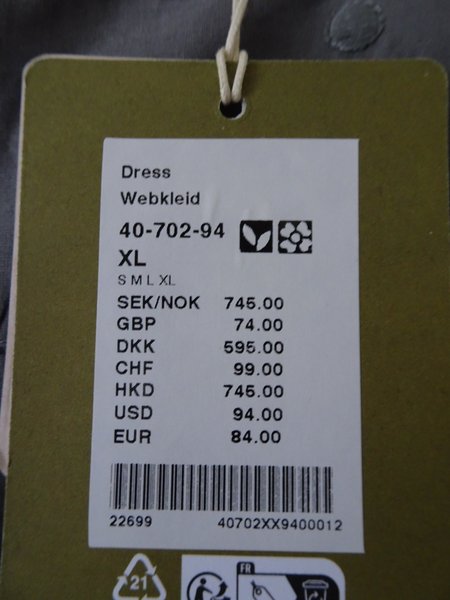 Dress
Webkleid
40-702-94
XL
S M L XL
SEK/NOK 745.00
GBP 74.00
DKK 595.00
CHF 99.00
HKD 745.00
USD 94.00
EUR 84.00
22699 40702XX9400012
21
FR